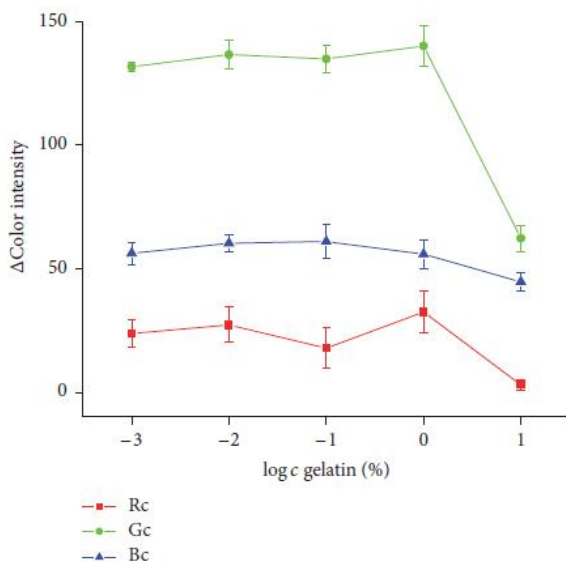 150
100
50
0
ΔColor intensity
−3 −2 −1 0 1
log c gelatin (%)
Rc
Gc
Bc